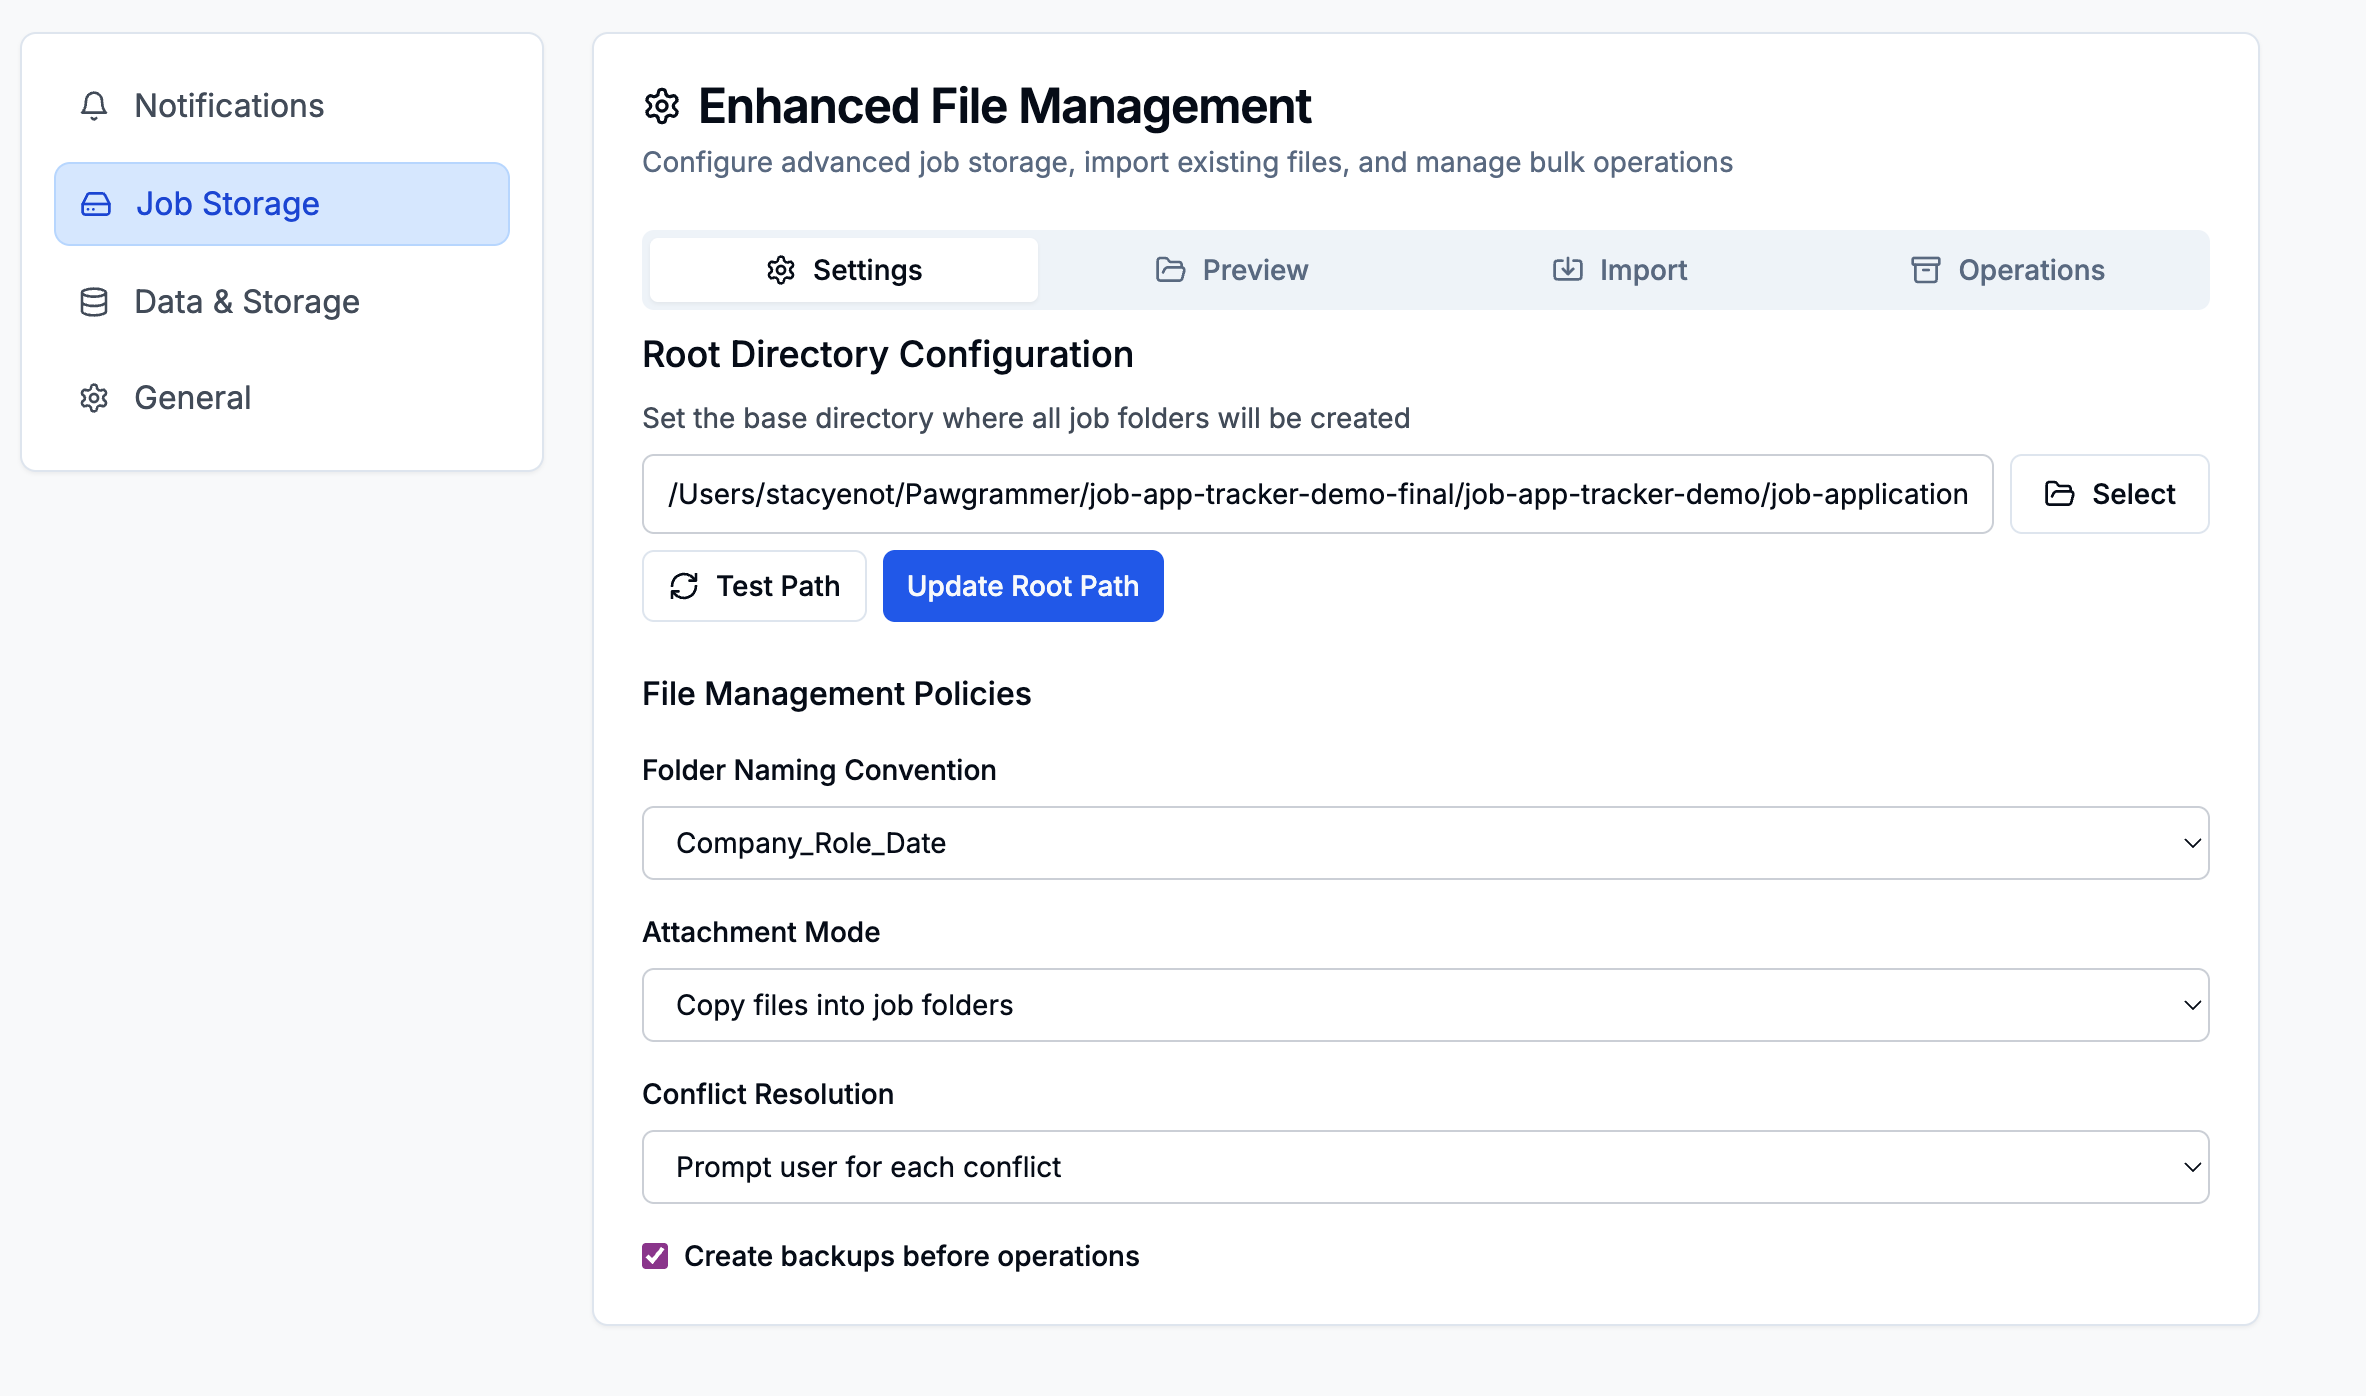 Notifications
Job Storage
Data & Storage
General
Enhanced File Management
Configure advanced job storage, import existing files, and manage bulk operations
Settings
Preview
Import
Operations
Root Directory Configuration
Set the base directory where all job folders will be created
/Users/stacyenot/Pawgrammer/job-app-tracker-demo-final/job-app-tracker-demo/job-application
Select
Test Path
Update Root Path
File Management Policies
Folder Naming Convention
Company_Role_Date
Attachment Mode
Copy files into job folders
Conflict Resolution
Prompt user for each conflict
Create backups before operations